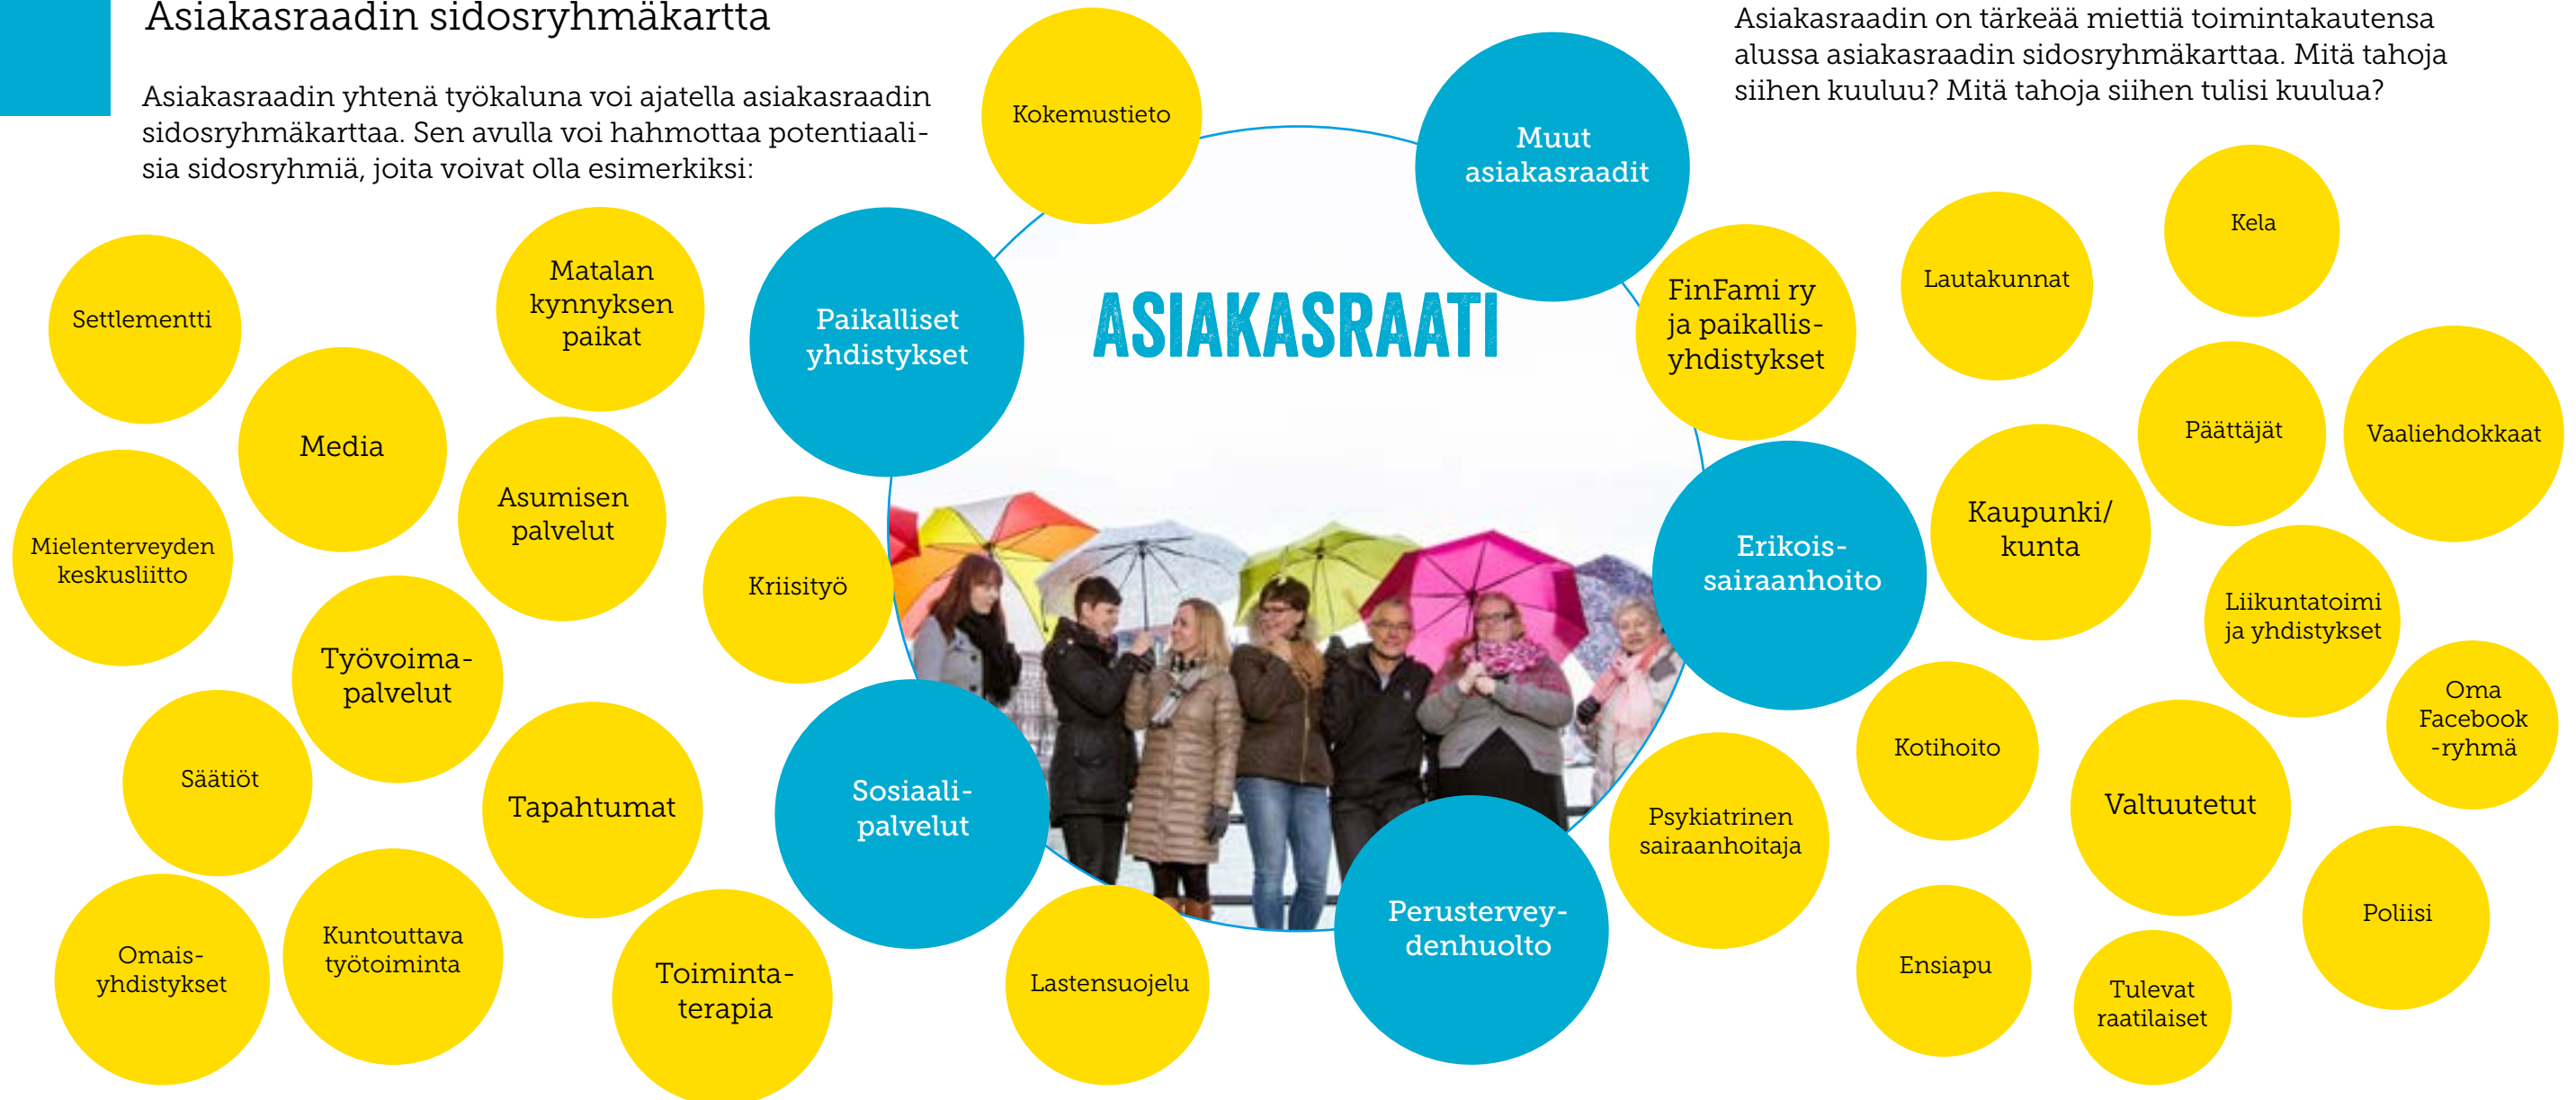 Asiakasraadin sidosryhmäkartta
Asiakasraadin yhtenä työkaluna voi ajatella asiakasraadin
sidosryhmäkarttaa. Sen avulla voi hahmottaa potentiaali-
sia sidosryhmiä, joita voivat olla esimerkiksi:
Asiakasraadin on tärkeää miettiä toimintakautensa
alussa asiakasraadin sidosryhmäkarttaa. Mitä tahoja
siihen kuuluu? Mitä tahoja siihen tulisi kuulua?
Settlementti
Matalan
kynnyksen
paikat
Media
Asumisen
palvelut
Mielenterveyden
keskusliitto
Työvoima-
palvelut
Säätiöt
Tapahtumat
Omais-
yhdistykset
Kuntouttava
työtoiminta
Toiminta-
terapia
Kokemustieto
Muut
asiakasraadit
Paikalliset
yhdistykset
ASIAKASRAATI
FinFami ry
ja paikallis-
yhdistykset
Kriisityö
Erikois-
sairaanhoito
Sosiaali-
palvelut
Perustervey-
denhuolto
Lastensuojelu
Psykiatrinen
sairaanhoitaja
Lautakunnat
Kela
Päättäjät
Vaaliehdokkaat
Kaupunki/
kunta
Liikuntatoimi
ja yhdistykset
Oma
Facebook
-ryhmä
Kotihoito
Valtuutetut
Poliisi
Ensiapu
Tulevat
raatilaiset